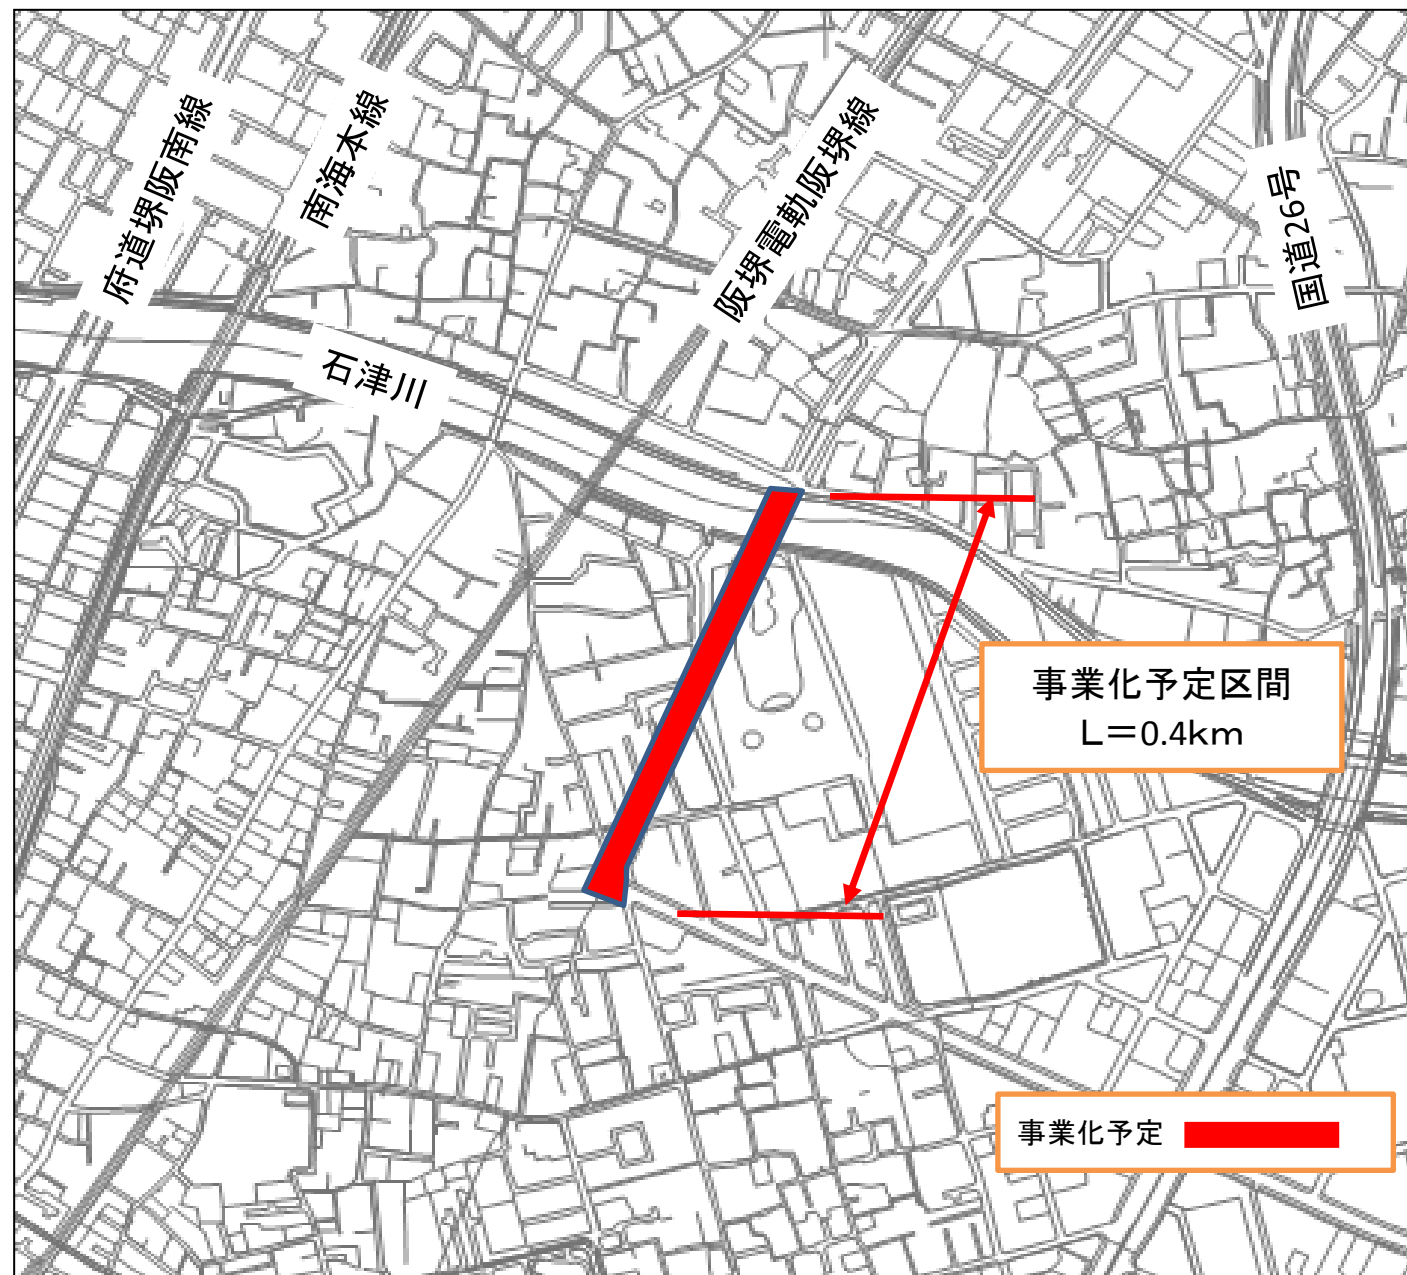 府道堺阪南線
南海本線
阪堺電軌阪堺線
国道26号
石津川
事業化予定区間
L＝0.4km
事業化予定